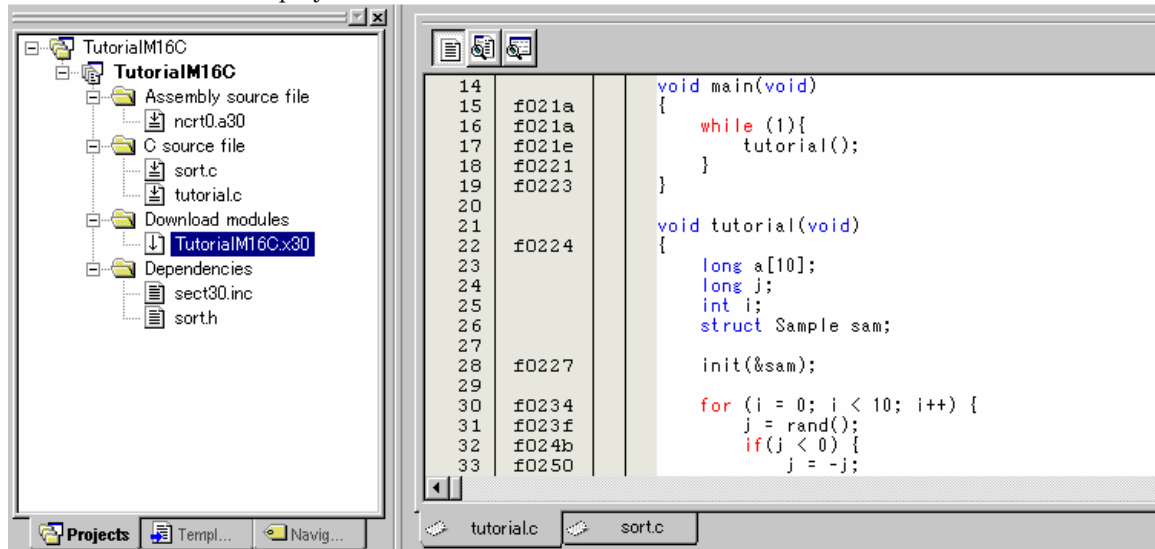 TutorialM16C
TutorialM16C
Assembly source file
ncrt0.a30
C source file
sort.c
tutorial.c
Download modules
TutorialM16C.x30
Dependencies
sect30.inc
sort.h
Projects Templ... Navig...
14 void main(void)
15 f021a {
16 f021a while (1){
17 f021e tutorial();
18 f0221 }
19 f0223 }
20
21 void tutorial(void)
22 f0224 {
23 long a[10];
24 long j;
25 int i;
26 struct Sample sam;
27
28 f0227 init(&sam);
29
30 f0234 for (i = 0; i < 10; i++) {
31 f023f j = rand();
32 f024b if(j < 0) {
33 f0250 j = -j;
tutorial.c sort.c